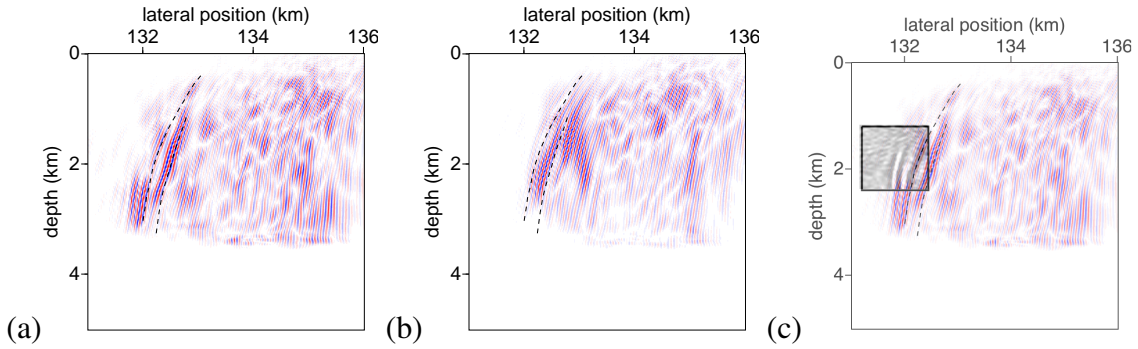 lateral position (km)
132 134 136
0
2
4
depth (km)
(a)
lateral position (km)
132 134 136
0
2
4
depth (km)
(b)
lateral position (km)
132 134 136
0
2
4
depth (km)
(c)